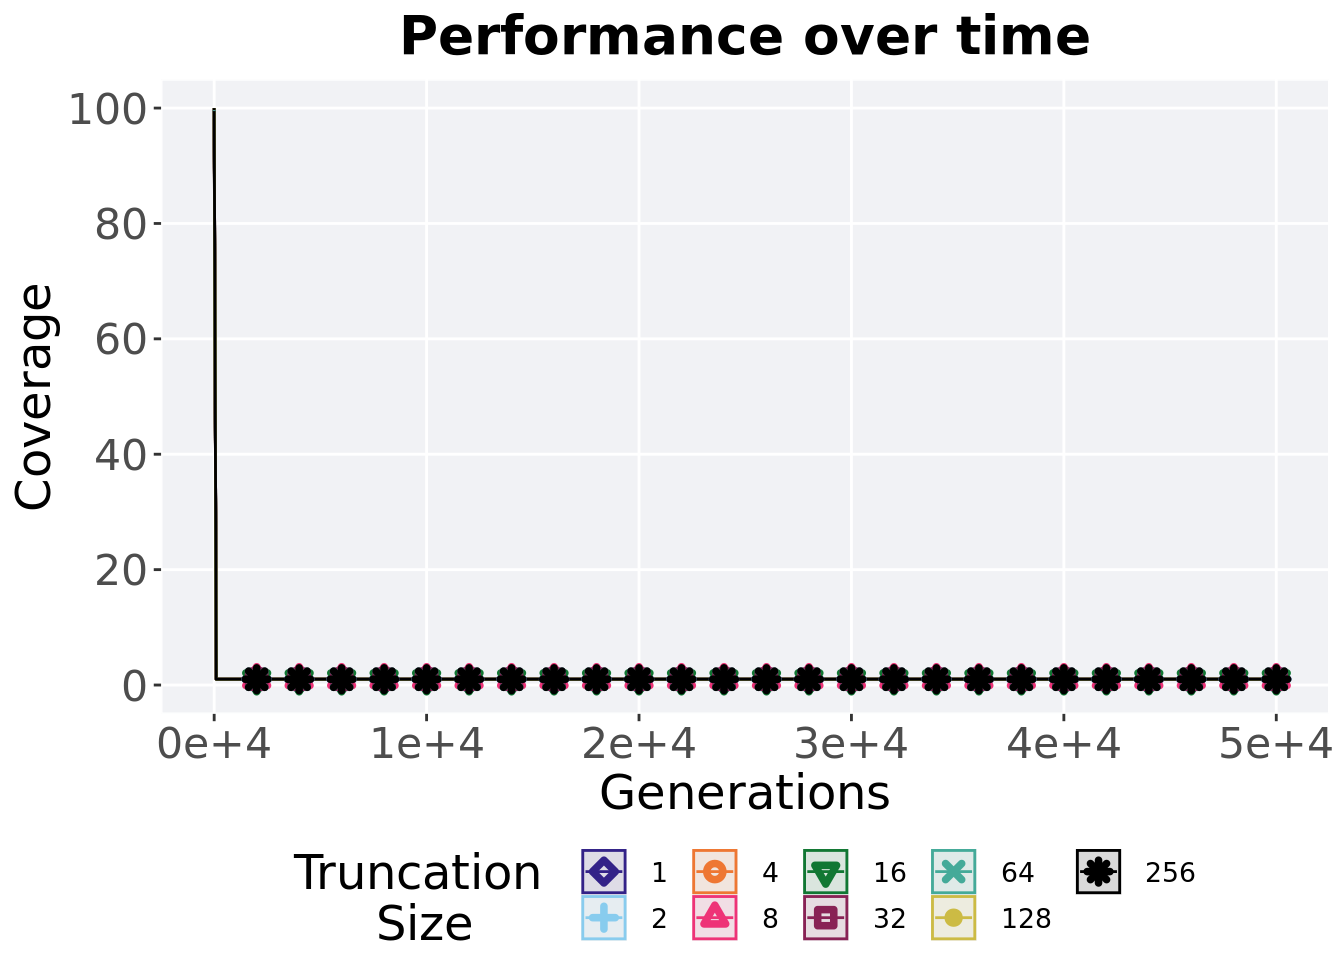 Performance over time
Coverage
100
80
60
40
20
0
0e+4 1e+4 2e+4 3e+4 4e+4 5e+4
Generations
Truncation
Size
1 4 16 64 256
2 8 32 128